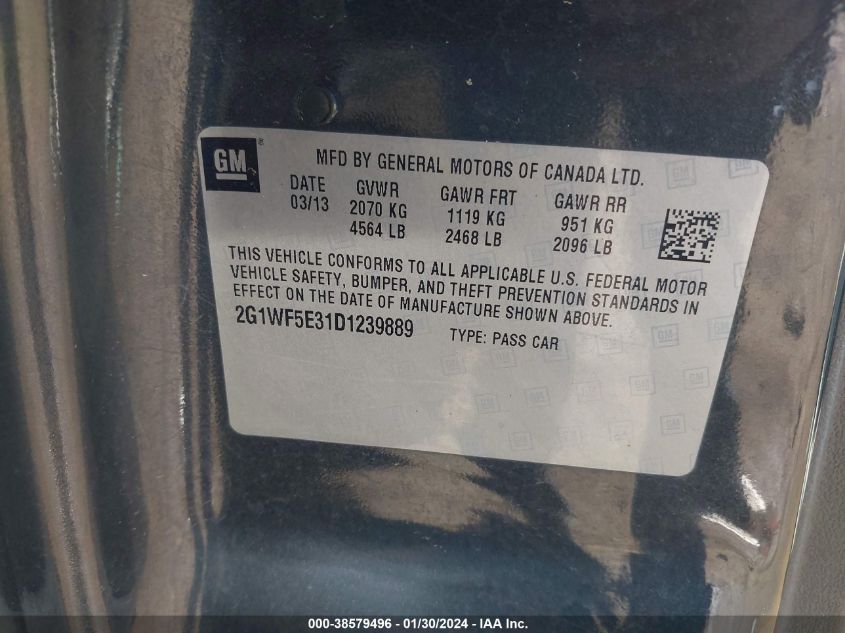 GM ®
MFD BY GENERAL MOTORS OF CANADA LTD.
DATE GVWR GAWR FRT GAWR RR
03/13 2070 KG 1119 KG 951 KG
4564 LB 2468 LB 2096 LB
THIS VEHICLE CONFORMS TO ALL APPLICABLE U.S. FEDERAL MOTOR
VEHICLE SAFETY, BUMPER, AND THEFT PREVENTION STANDARDS IN
EFFECT ON THE DATE OF MANUFACTURE SHOWN ABOVE.
2G1WF5E31D1239889 TYPE: PASS CAR
000-38579496 - 01/30/2024 - IAA, Inc.